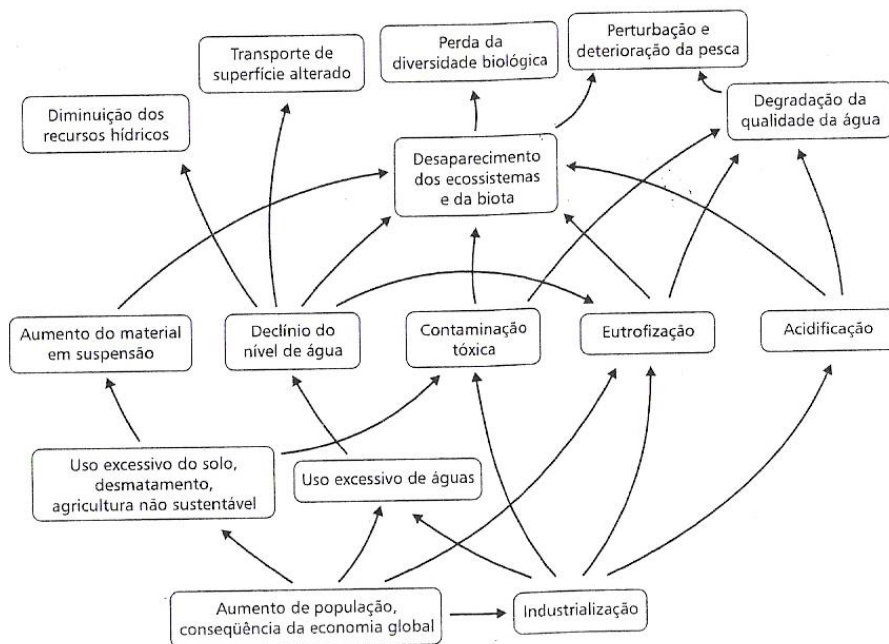 Transporte de
superfície alterado
Perda da
diversidade biológica
Perturbação e
deterioração da pesca
Diminuição dos
recursos hídricos
Degradação da
qualidade da água
Desaparecimento
dos ecossistemas
e da biota
Aumento do material
em suspensão
Declínio do
nível de água
Contaminação
tóxica
Eutrofização
Acidificação
Uso excessivo do solo,
desmatamento,
agricultura não sustentável
Uso excessivo de águas
Aumento de população,
conseqüência da economia global
Industrialização